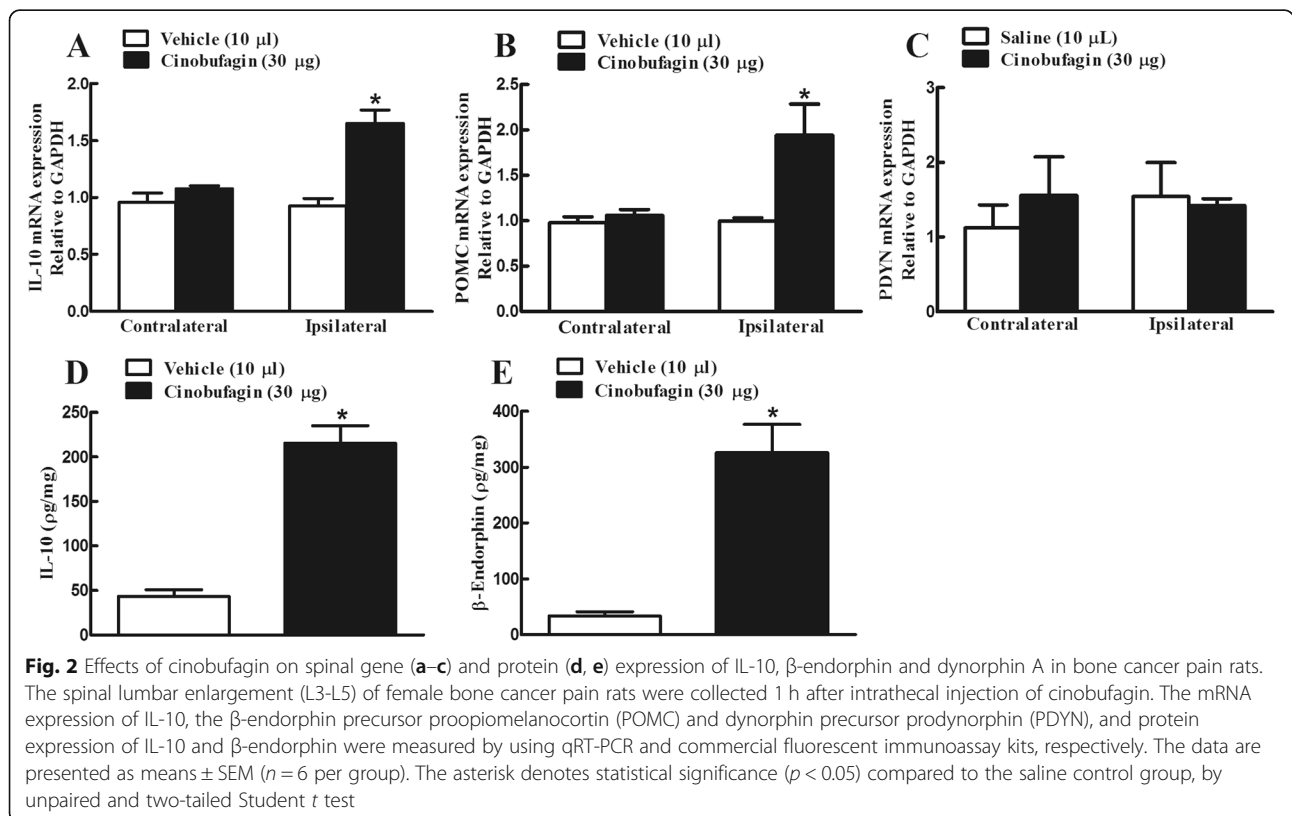 A
Vehicle (10 μl)
Cinobufagin (30 μg)
IL-10 mRNA expression
Relative to GAPDH
2.0
1.5
1.0
0.5
0.0
*
Contralateral Ipsilateral
B
Vehicle (10 μl)
Cinobufagin (30 μg)
POMC mRNA expression
Relative to GAPDH
2.5
2.0
1.5
1.0
0.5
0.0
*
Contralateral Ipsilateral
C
Saline (10 μL)
Cinobufagin (30 μg)
PDYN mRNA expression
Relative to GAPDH
3
2
1
0
Contralateral Ipsilateral
D
Vehicle (10 μl)
Cinobufagin (30 μg)
IL-10 (ρg/mg)
250
200
150
100
50
0
*
E
Vehicle (10 μl)
Cinobufagin (30 μg)
β-Endorphin (ρg/mg)
400
300
200
100
0
*
Fig. 2 Effects of cinobufagin on spinal gene (a–c) and protein (d, e) expression of IL-10, β-endorphin and dynorphin A in bone cancer pain rats.
The spinal lumbar enlargement (L3-L5) of female bone cancer pain rats were collected 1 h after intrathecal injection of cinobufagin. The mRNA
expression of IL-10, the β-endorphin precursor proopiomelanocortin (POMC) and dynorphin precursor prodynorphin (PDYN), and protein
expression of IL-10 and β-endorphin were measured by using qRT-PCR and commercial fluorescent immunoassay kits, respectively. The data are
presented as means ± SEM (n = 6 per group). The asterisk denotes statistical significance (p < 0.05) compared to the saline control group, by
unpaired and two-tailed Student t test